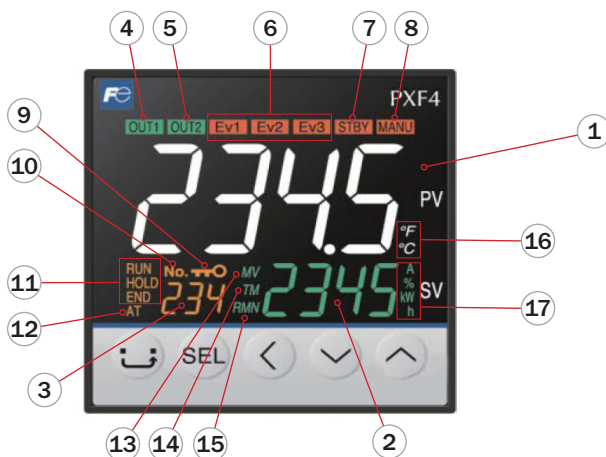 4 5 6 7 8
9
Fe PXF4
OUT1 OUT2 Ev1 Ev2 Ev3 STBY MANU
1
234.5
PV
10
°F
°C
16
11
RUN
HOLD
END
AT
No.
234
MV
TM
RMN
2345
A
%
kW
h
SV
17
12
3
SEL
13 14 15 2